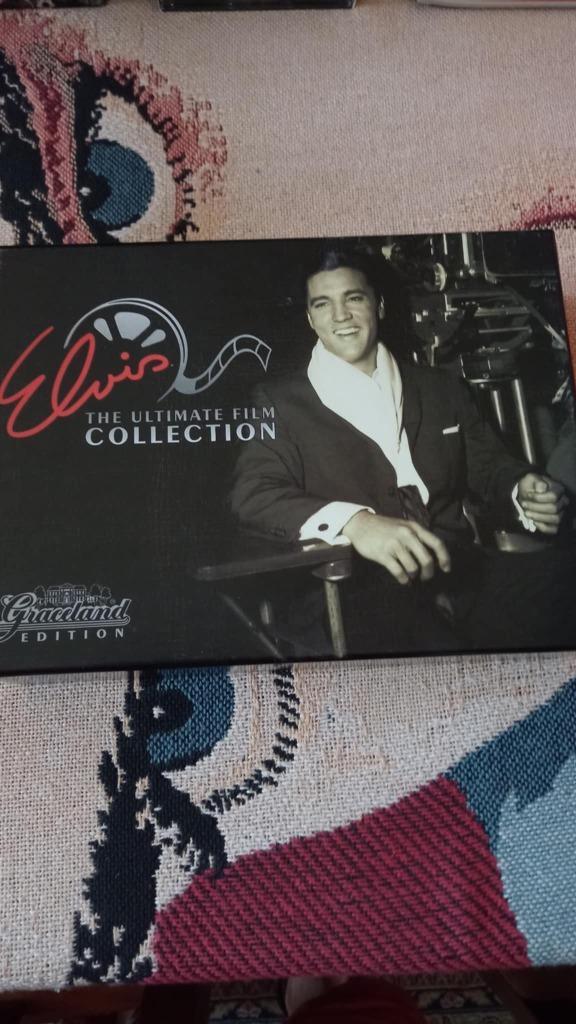 Elvis
THE ULTIMATE FILM
COLLECTION
Graceland
EDITION